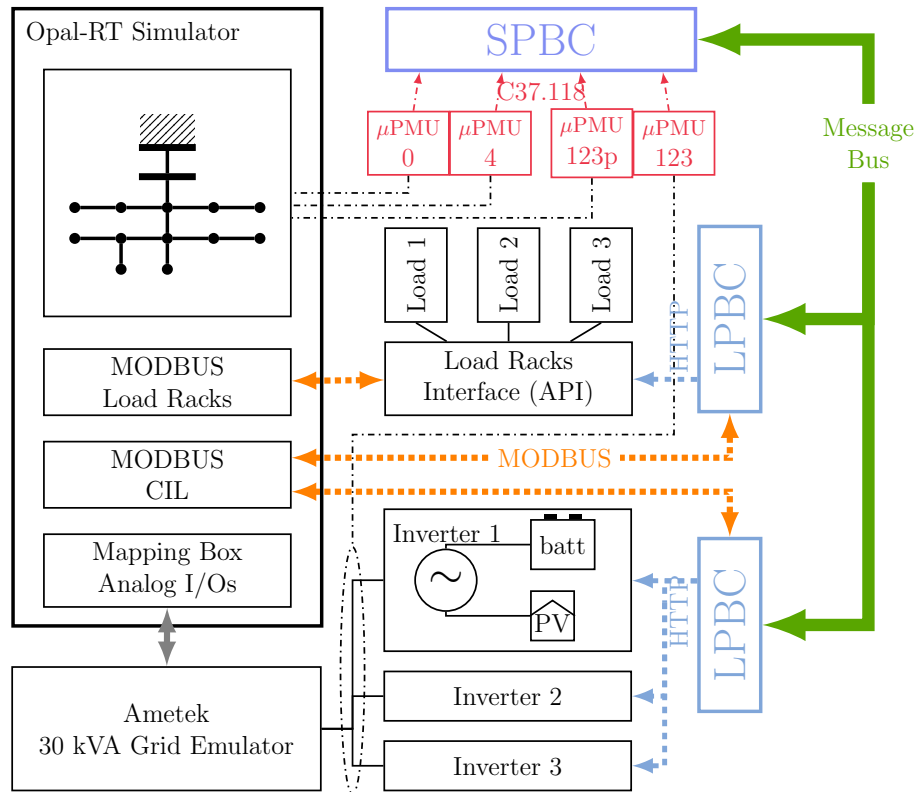 Opal-RT Simulator
SPBC
C37.118
μPMU
0
μPMU
4
μPMU
123p
μPMU
123
Message
Bus
Load 1
Load 2
Load 3
LPBC
HTTP
MODBUS
Load Racks
Load Racks
Interface (API)
MODBUS
CIL
MODBUS
Mapping Box
Analog I/Os
Inverter 1
batt
~
PV
HTTP
LPBC
Ametek
30 kVA Grid Emulator
Inverter 2
Inverter 3